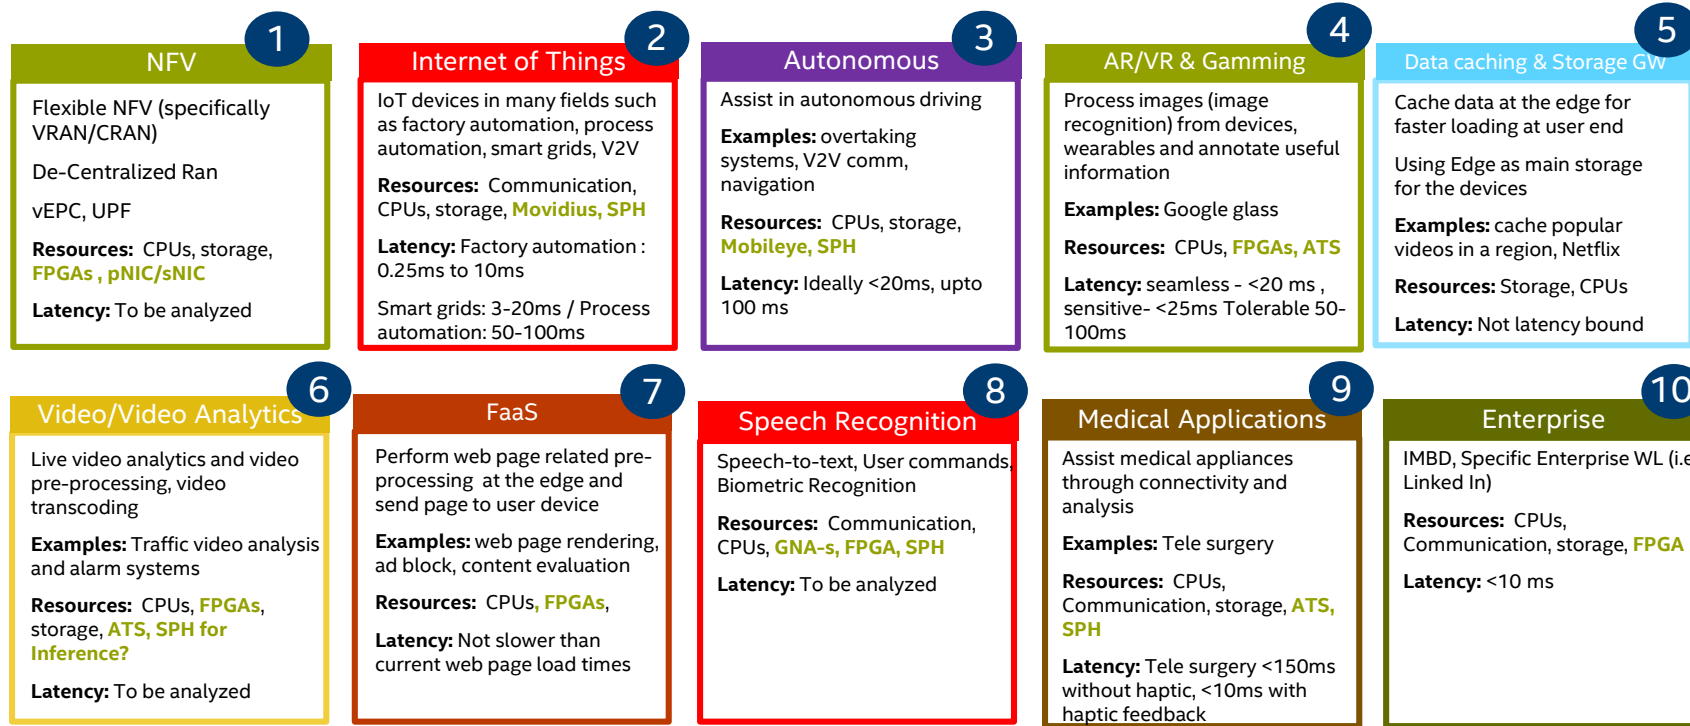 1
NFV
Flexible NFV (specifically
VRAN/CRAN)
De-Centralized Ran
vEPC, UPF
Resources: CPUs, storage,
FPGAs , pNIC/sNIC
Latency: To be analyzed
2
Internet of Things
IoT devices in many fields such
as factory automation, process
automation, smart grids, V2V
Resources: Communication,
CPUs, storage, Movidius, SPH
Latency: Factory automation :
0.25ms to 10ms
Smart grids: 3-20ms / Process
automation: 50-100ms
3
Autonomous
Assist in autonomous driving
Examples: overtaking
systems, V2V comm,
navigation
Resources: CPUs, storage,
Mobileye, SPH
Latency: Ideally <20ms, upto
100 ms
4
AR/VR & Gamming
Process images (image
recognition) from devices,
wearables and annotate useful
information
Examples: Google glass
Resources: CPUs, FPGAs, ATS
Latency: seamless - <20 ms ,
sensitive- <25ms Tolerable 50-
100ms
5
Data caching & Storage GW
Cache data at the edge for
faster loading at user end
Using Edge as main storage
for the devices
Examples: cache popular
videos in a region, Netflix
Resources: Storage, CPUs
Latency: Not latency bound
6
Video/Video Analytics
Live video analytics and video
pre-processing, video
transcoding
Examples: Traffic video analysis
and alarm systems
Resources: CPUs, FPGAs,
storage, ATS, SPH for
Inference?
Latency: To be analyzed
7
FaaS
Perform web page related pre-
processing at the edge and
send page to user device
Examples: web page rendering,
ad block, content evaluation
Resources: CPUs, FPGAs,
Latency: Not slower than
current web page load times
8
Speech Recognition
Speech-to-text, User commands,
Biometric Recognition
Resources: Communication,
CPUs, GNA-s, FPGA, SPH
Latency: To be analyzed
9
Medical Applications
Assist medical appliances
through connectivity and
analysis
Examples: Tele surgery
Resources: CPUs,
Communication, storage, ATS,
SPH
Latency: Tele surgery <150ms
without haptic, <10ms with
haptic feedback
10
Enterprise
IMBD, Specific Enterprise WL (i.e
Linked In)
Resources: CPUs,
Communication, storage, FPGA
Latency: <10 ms